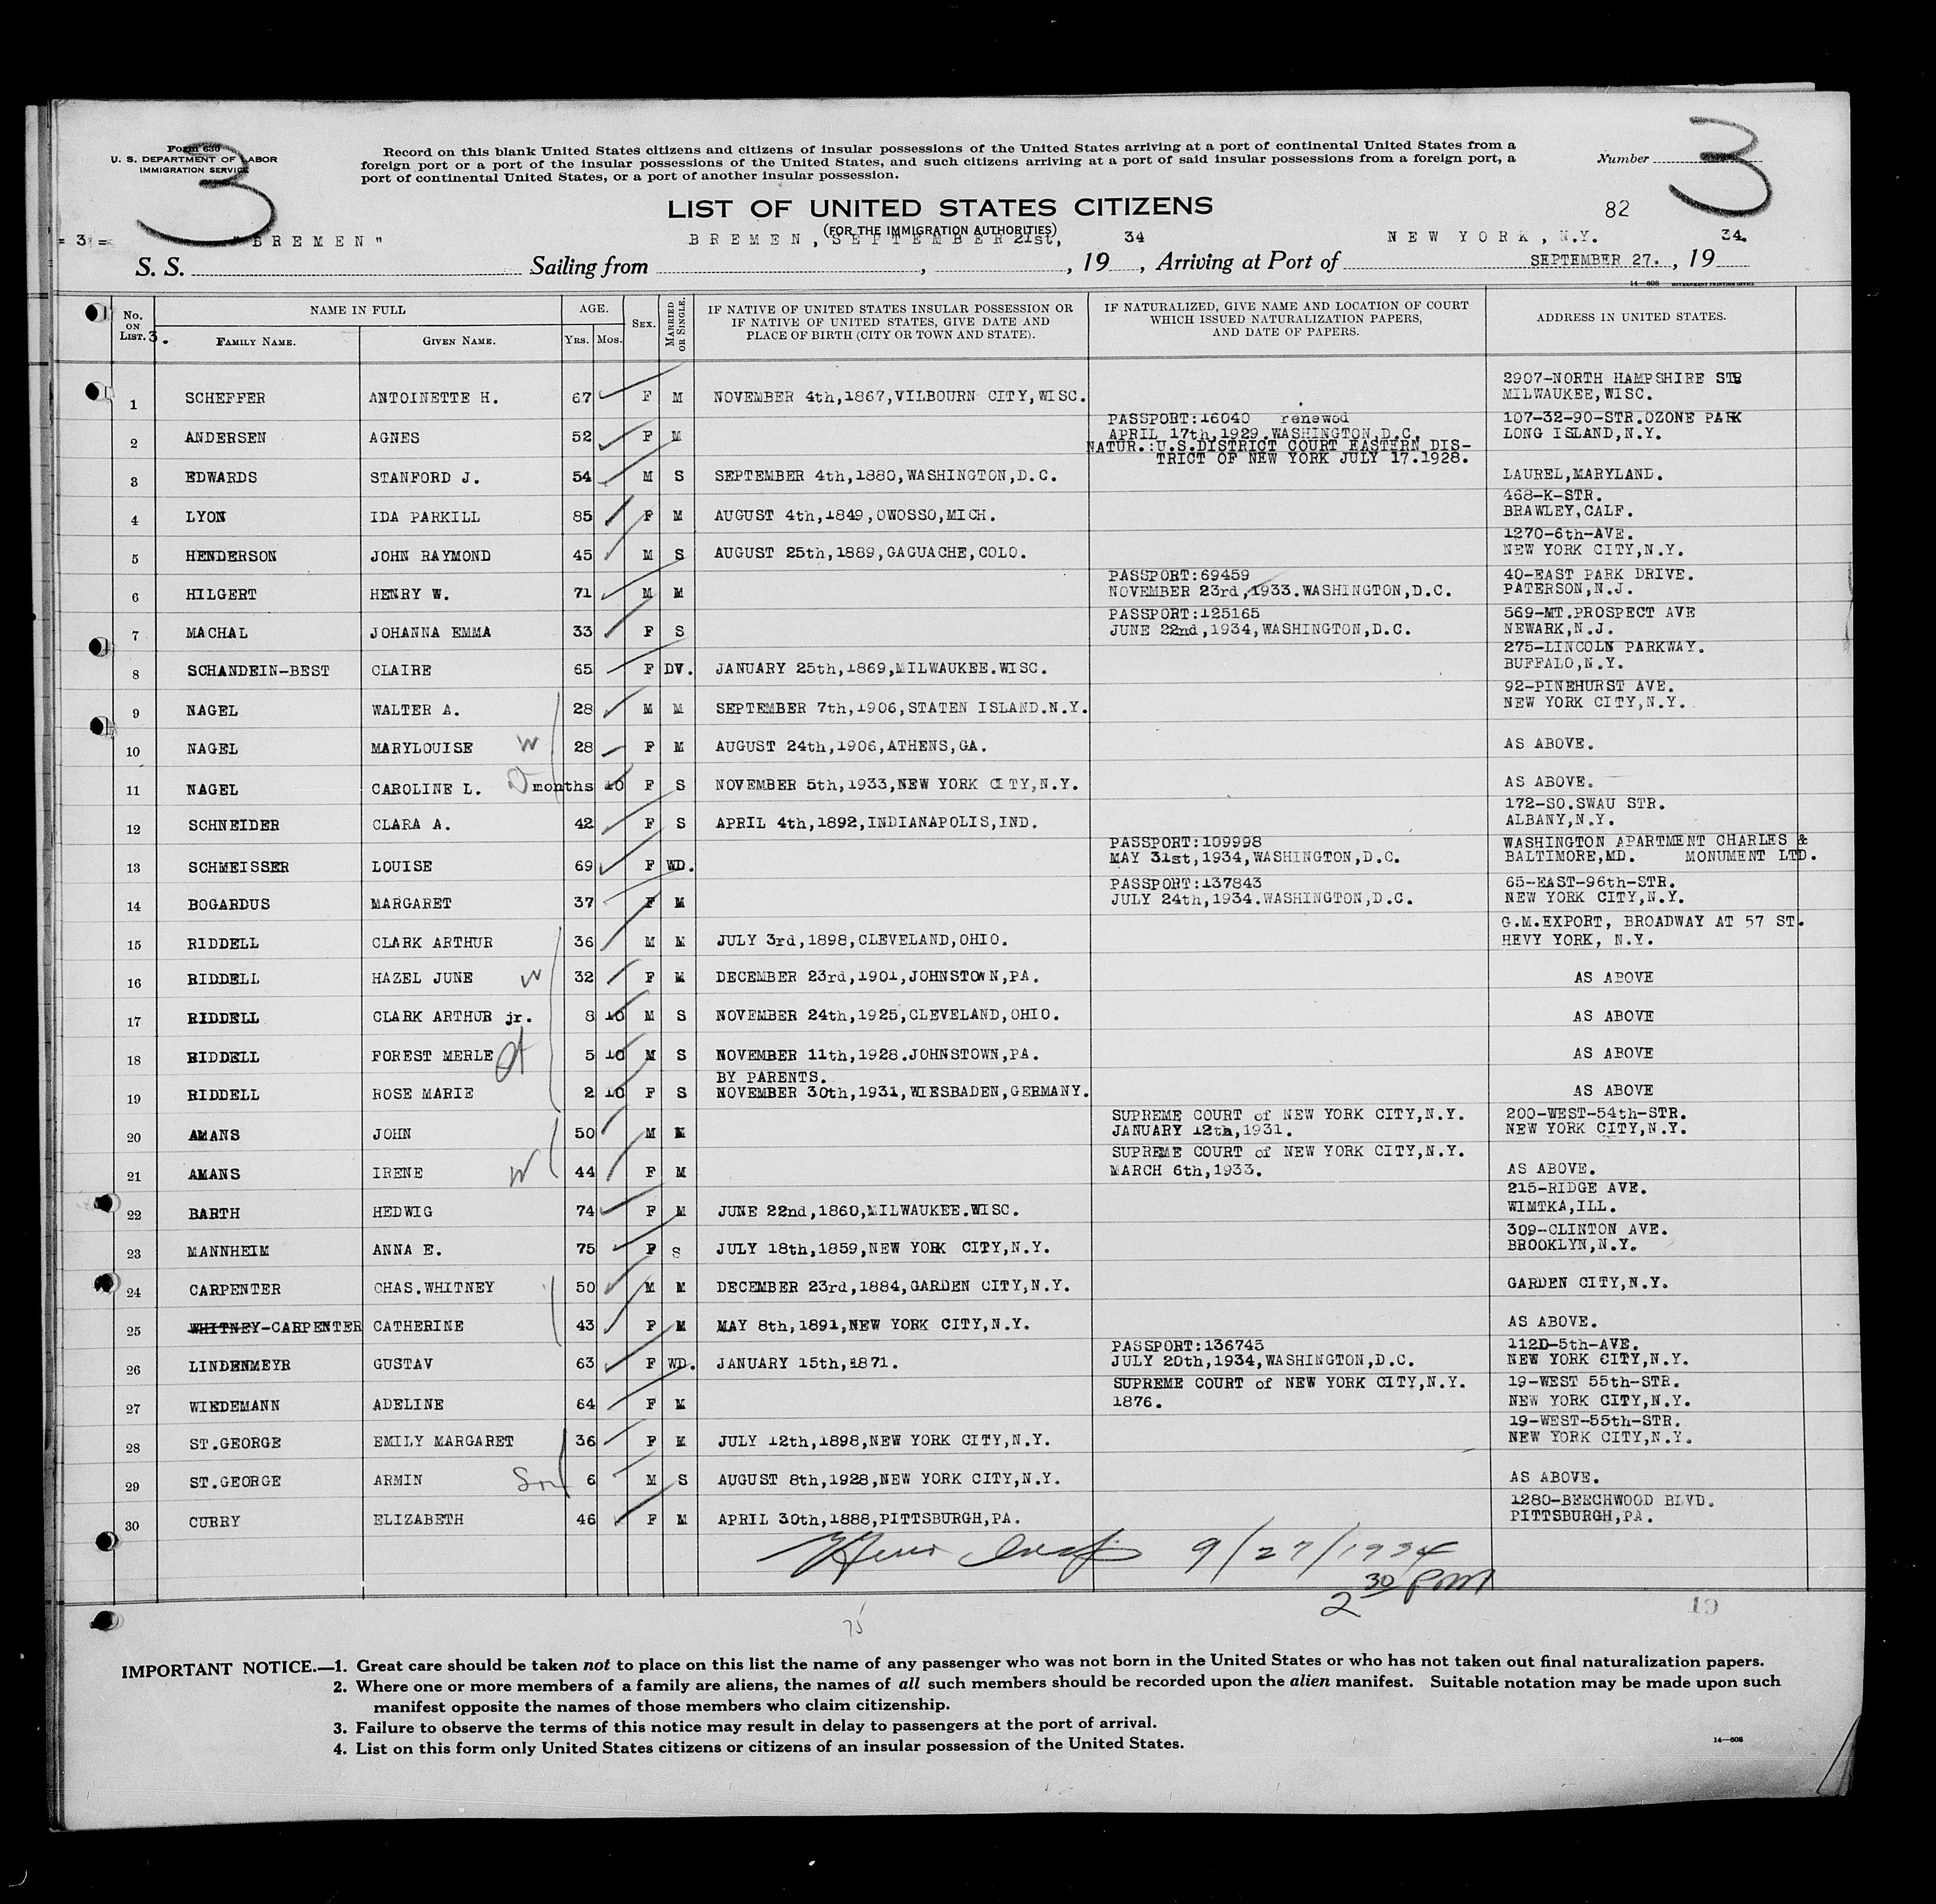 Form 630
U. S. DEPARTMENT OF LABOR
IMMIGRATION SERVICE
3
Record on this blank United States citizens and citizens of insular possessions of the United States arriving at a port of continental United States from a
foreign port or a port of the insular possessions of the United States, and such citizens arriving at a port of said insular possessions from a foreign port, a
port of continental United States, or a port of another insular possession.
Number 3
LIST OF UNITED STATES CITIZENS
82
(FOR THE IMMIGRATION AUTHORITIES)
= 3 = "BREMEN" BREMEN, SEPTEMBER 21st, 34 NEW YORK, N.Y. 34.
S. S. Sailing from , , 19 , Arriving at Port of SEPTEMBER 27. , 19
14—608 GOVERNMENT PRINTING OFFICE
No. ON LIST. 3. NAME IN FULL FAMILY NAME. GIVEN NAME. AGE. YRS. MOS. SEX. MARRIED OR SINGLE. IF NATIVE OF UNITED STATES INSULAR POSSESSION OR IF NATIVE OF UNITED STATES, GIVE DATE AND PLACE OF BIRTH (CITY OR TOWN AND STATE). IF NATURALIZED, GIVE NAME AND LOCATION OF COURT WHICH ISSUED NATURALIZATION PAPERS, AND DATE OF PAPERS. ADDRESS IN UNITED STATES.
2907-NORTH HAMPSHIRE STR
1 SCHEFFER ANTOINETTE H. 67 F M NOVEMBER 4th,1867,VILBOURN CITY,WISC. MILWAUKEE,WISC.
PASSPORT:16040 renewed 107-32-90-STR.OZONE PARK
2 ANDERSEN AGNES 52 F M APRIL 17th,1929.WASHINGTON,D.C. LONG ISLAND,N.Y.
NATUR.:U.S.DISTRICT COURT EASTERN DIS-
TRICT OF NEW YORK JULY 17.1928.
3 EDWARDS STANFORD J. 54 M S SEPTEMBER 4th,1880,WASHINGTON,D.C. LAUREL,MARYLAND.
468-K-STR.
4 LYON IDA PARKILL 85 F M AUGUST 4th,1849,OWOSSO,MICH. BRAWLEY,CALF.
1270-6th-AVE.
5 HENDERSON JOHN RAYMOND 45 M S AUGUST 25th,1889,GAGUACHE,COLO. NEW YORK CITY,N.Y.
PASSPORT:69459 40-EAST PARK DRIVE.
6 HILGERT HENRY W. 71 M M NOVEMBER 23rd,1933.WASHINGTON,D.C. PATERSON,N.J.
PASSPORT:125165 569-MT.PROSPECT AVE
7 MACHAL JOHANNA EMMA 33 F S JUNE 22nd,1934,WASHINGTON,D.C. NEWARK,N.J.
275-LINCOLN PARKWAY.
8 SCHANDEIN-BEST CLAIRE 65 F DV. JANUARY 25th,1869,MILWAUKEE.WISC. BUFFALO,N.Y.
92-PINEHURST AVE.
9 NAGEL WALTER A. 28 M M SEPTEMBER 7th,1906,STATEN ISLAND.N.Y. NEW YORK CITY,N.Y.
10 NAGEL MARYLOUISE W 28 F M AUGUST 24th,1906,ATHENS,GA. AS ABOVE.
11 NAGEL CAROLINE L. D months 10 F S NOVEMBER 5th,1933,NEW YORK CITY,N.Y. AS ABOVE.
172-SO.SWAU STR.
12 SCHNEIDER CLARA A. 42 F S APRIL 4th,1892,INDIANAPOLIS,IND. ALBANY,N.Y.
PASSPORT:109998 WASHINGTON APARTMENT CHARLES &
13 SCHMEISSER LOUISE 69 F WD. MAY 31st,1934,WASHINGTON,D.C. BALTIMORE,MD. MONUMENT LTD.
PASSPORT:137843 65-EAST-96th-STR.
14 BOGARDUS MARGARET 37 F M JULY 24th,1934.WASHINGTON,D.C. NEW YORK CITY,N.Y.
G.M.EXPORT, BROADWAY AT 57 ST.
15 RIDDELL CLARK ARTHUR 36 M M JULY 3rd,1898,CLEVELAND,OHIO. HEVY YORK, N.Y.
16 RIDDELL HAZEL JUNE W 32 F M DECEMBER 23rd,1901,JOHNSTOWN,PA. AS ABOVE
17 RIDDELL CLARK ARTHUR jr. 8 10 M S NOVEMBER 24th,1925,CLEVELAND,OHIO. AS ABOVE
18 RIDDELL FOREST MERLE 5 10 M S NOVEMBER 11th,1928.JOHNSTOWN,PA. AS ABOVE
BY PARENTS.
19 RIDDELL ROSE MARIE 2 10 F S NOVEMBER 30th,1931,WIESBADEN,GERMANY. AS ABOVE
SUPREME COURT of NEW YORK CITY,N.Y. 200-WEST-54th-STR.
20 AMANS JOHN 50 M M JANUARY 12th,1931. NEW YORK CITY,N.Y.
SUPREME COURT of NEW YORK CITY,N.Y.
21 AMANS IRENE W 44 F M MARCH 6th,1933. AS ABOVE.
215-RIDGE AVE.
22 BARTH HEDWIG 74 F M JUNE 22nd,1860,MILWAUKEE.WISC. WIMTKA,ILL.
309-CLINTON AVE.
23 MANNHEIM ANNA E. 75 F S JULY 18th,1859,NEW YORK CITY,N.Y. BROOKLYN,N.Y.
24 CARPENTER CHAS.WHITNEY 50 M M DECEMBER 23rd,1884,GARDEN CITY,N.Y. GARDEN CITY,N.Y.
25 WHITNEY-CARPENTER CATHERINE 43 F M MAY 8th,1891,NEW YORK CITY,N.Y. AS ABOVE.
PASSPORT:136745 112D-5th-AVE.
26 LINDENMEYR GUSTAV 63 F WD. JANUARY 15th,1871. JULY 20th,1934,WASHINGTON,D.C. NEW YORK CITY,N.Y.
SUPREME COURT of NEW YORK CITY,N.Y. 19-WEST 55th-STR.
27 WIEDEMANN ADELINE 64 F M 1876. NEW YORK CITY,N.Y.
19-WEST-55th-STR.
28 ST.GEORGE EMILY MARGARET 36 F M JULY 12th,1898,NEW YORK CITY,N.Y. NEW YORK CITY,N.Y.
29 ST.GEORGE ARMIN Son 6 M S AUGUST 8th,1928,NEW YORK CITY,N.Y. AS ABOVE.
1280-BEECHWOOD BLVD.
30 CURRY ELIZABETH 46 F M APRIL 30th,1888,PITTSBURGH,PA. PITTSBURGH,PA.
9/27/1934
2 30 PM
19
75
IMPORTANT NOTICE.—1. Great care should be taken not to place on this list the name of any passenger who was not born in the United States or who has not taken out final naturalization papers.
2. Where one or more members of a family are aliens, the names of all such members should be recorded upon the alien manifest. Suitable notation may be made upon such
manifest opposite the names of those members who claim citizenship.
3. Failure to observe the terms of this notice may result in delay to passengers at the port of arrival.
4. List on this form only United States citizens or citizens of an insular possession of the United States.
14—608